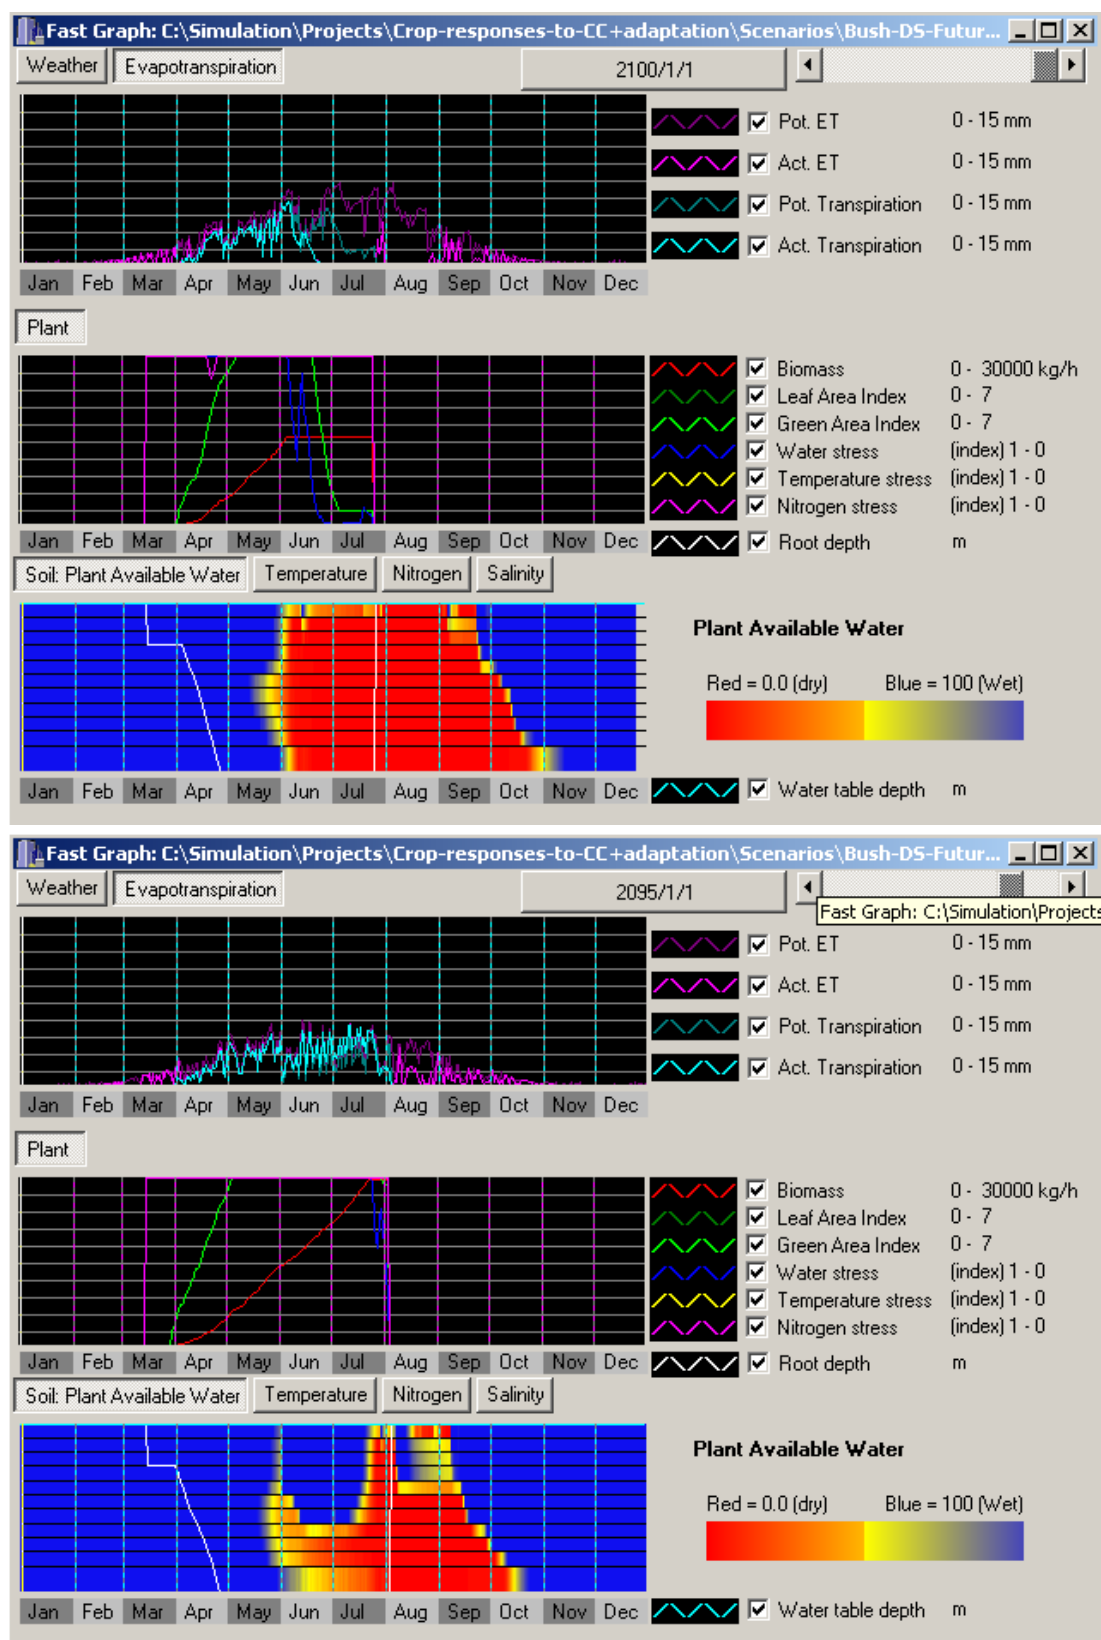 Fast Graph: C:\Simulation\Projects\Crop-responses-to-CC+adaptation\Scenarios\Bush-DS-Futur...
Weather Evapotranspiration 2100/1/1
Pot. ET 0 - 15 mm
Act. ET 0 - 15 mm
Pot. Transpiration 0 - 15 mm
Act. Transpiration 0 - 15 mm
Jan Feb Mar Apr May Jun Jul Aug Sep Oct Nov Dec
Plant
Biomass 0 - 30000 kg/h
Leaf Area Index 0 - 7
Green Area Index 0 - 7
Water stress (index) 1 - 0
Temperature stress (index) 1 - 0
Nitrogen stress (index) 1 - 0
Jan Feb Mar Apr May Jun Jul Aug Sep Oct Nov Dec Root depth m
Soil: Plant Available Water Temperature Nitrogen Salinity
Plant Available Water
Red = 0.0 (dry) Blue = 100 (Wet)
Jan Feb Mar Apr May Jun Jul Aug Sep Oct Nov Dec Water table depth m
Fast Graph: C:\Simulation\Projects\Crop-responses-to-CC+adaptation\Scenarios\Bush-DS-Futur...
Weather Evapotranspiration 2095/1/1
Fast Graph: C:\Simulation\Projects
Pot. ET 0 - 15 mm
Act. ET 0 - 15 mm
Pot. Transpiration 0 - 15 mm
Act. Transpiration 0 - 15 mm
Jan Feb Mar Apr May Jun Jul Aug Sep Oct Nov Dec
Plant
Biomass 0 - 30000 kg/h
Leaf Area Index 0 - 7
Green Area Index 0 - 7
Water stress (index) 1 - 0
Temperature stress (index) 1 - 0
Nitrogen stress (index) 1 - 0
Jan Feb Mar Apr May Jun Jul Aug Sep Oct Nov Dec Root depth m
Soil: Plant Available Water Temperature Nitrogen Salinity
Plant Available Water
Red = 0.0 (dry) Blue = 100 (Wet)
Jan Feb Mar Apr May Jun Jul Aug Sep Oct Nov Dec Water table depth m